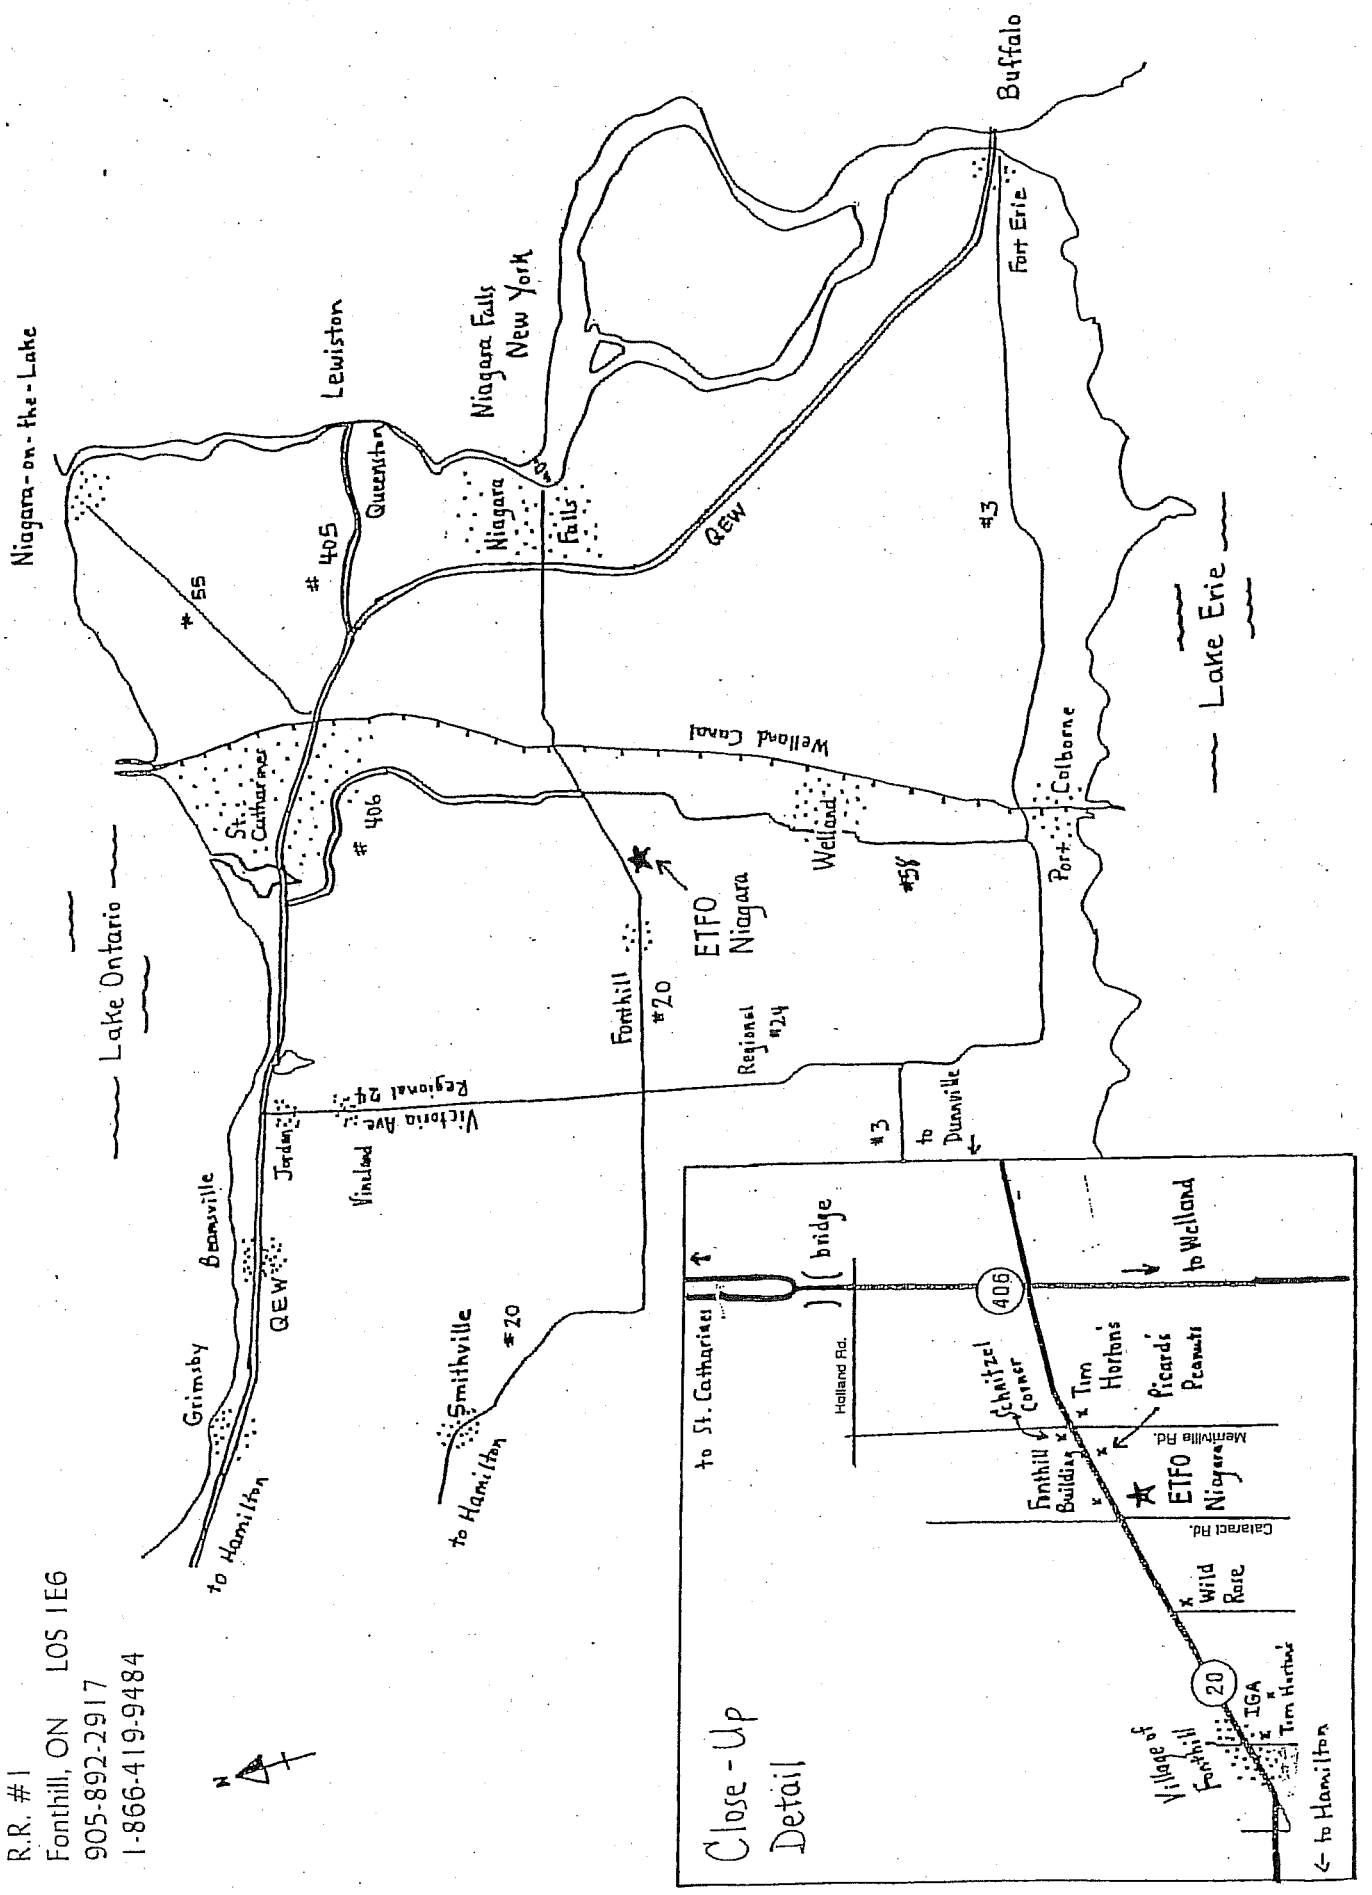 R.R. #1
Fonthill, ON LOS 1E6
905-892-2917
1-866-419-9484
N
Lake Ontario
Niagara-on-the-Lake
to Hamilton
Grimsby
QEW
Beamsville
Jordan
Vineland
Victoria Ave.
Regional 24
St.
Catharines
# 406
# 55
# 405
Queenston
Lewiston
Niagara Falls
New York
Niagara
Falls
to Hamilton
Smithville
#20
Fonthill
#20
ETFO
Niagara
Regional
#24
Welland Canal
Welland
#58
QEW
#3
to
Dunnville
←
Port
Colborne
#3
Fort Erie
Buffalo
Lake Erie
Close-Up
Detail
to St. Catharines →
) ( bridge
Holland Rd.
406
to Welland
Schnitzel
Corner
Tim
Horton's
Picard's
Peanuts
Fonthill
Building
Merrittville Rd.
ETFO
Niagara
Cataract Rd.
Wild
Rose
20
Village of
Fonthill
IGA
Tim Horton's
← to Hamilton